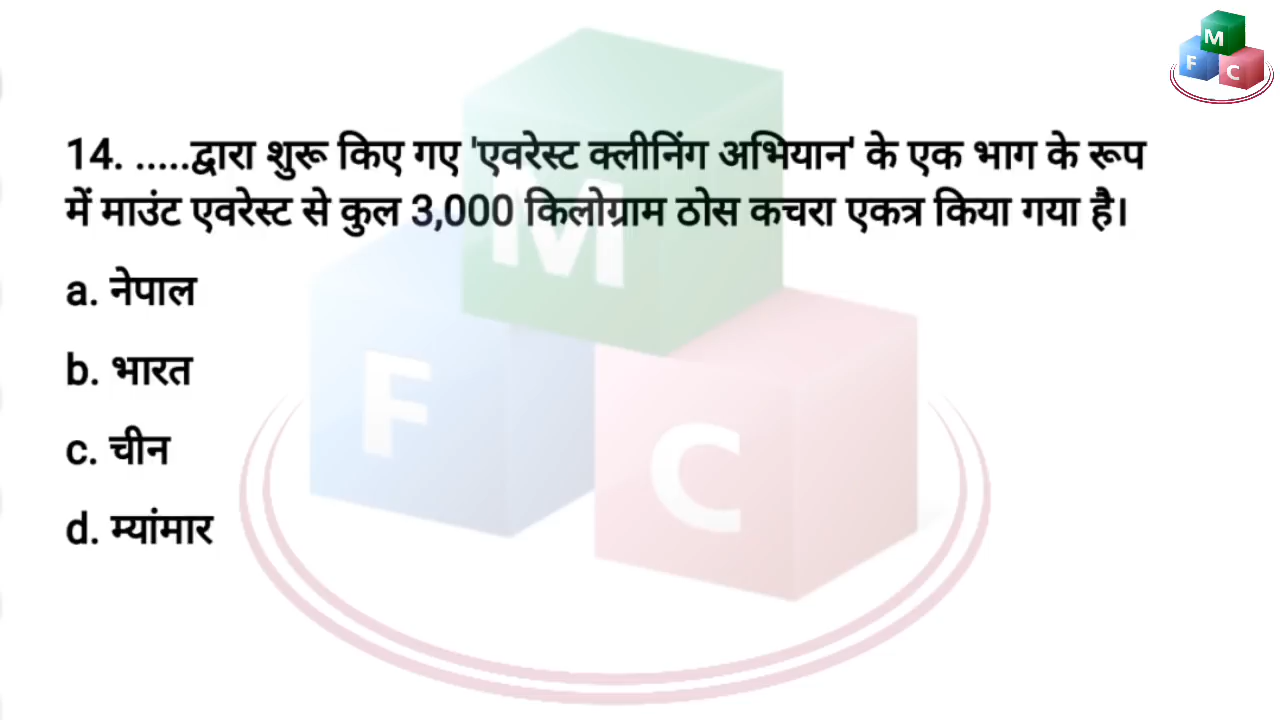 M
F
C
14. .....द्वारा शुरू किए गए 'एवरेस्ट क्लीनिंग अभियान' के एक भाग के रूप
में माउंट एवरेस्ट से कुल 3,000 किलोग्राम ठोस कचरा एकत्र किया गया है।
a. नेपाल
b. भारत
c. चीन
d. म्यांमार
M
F
C